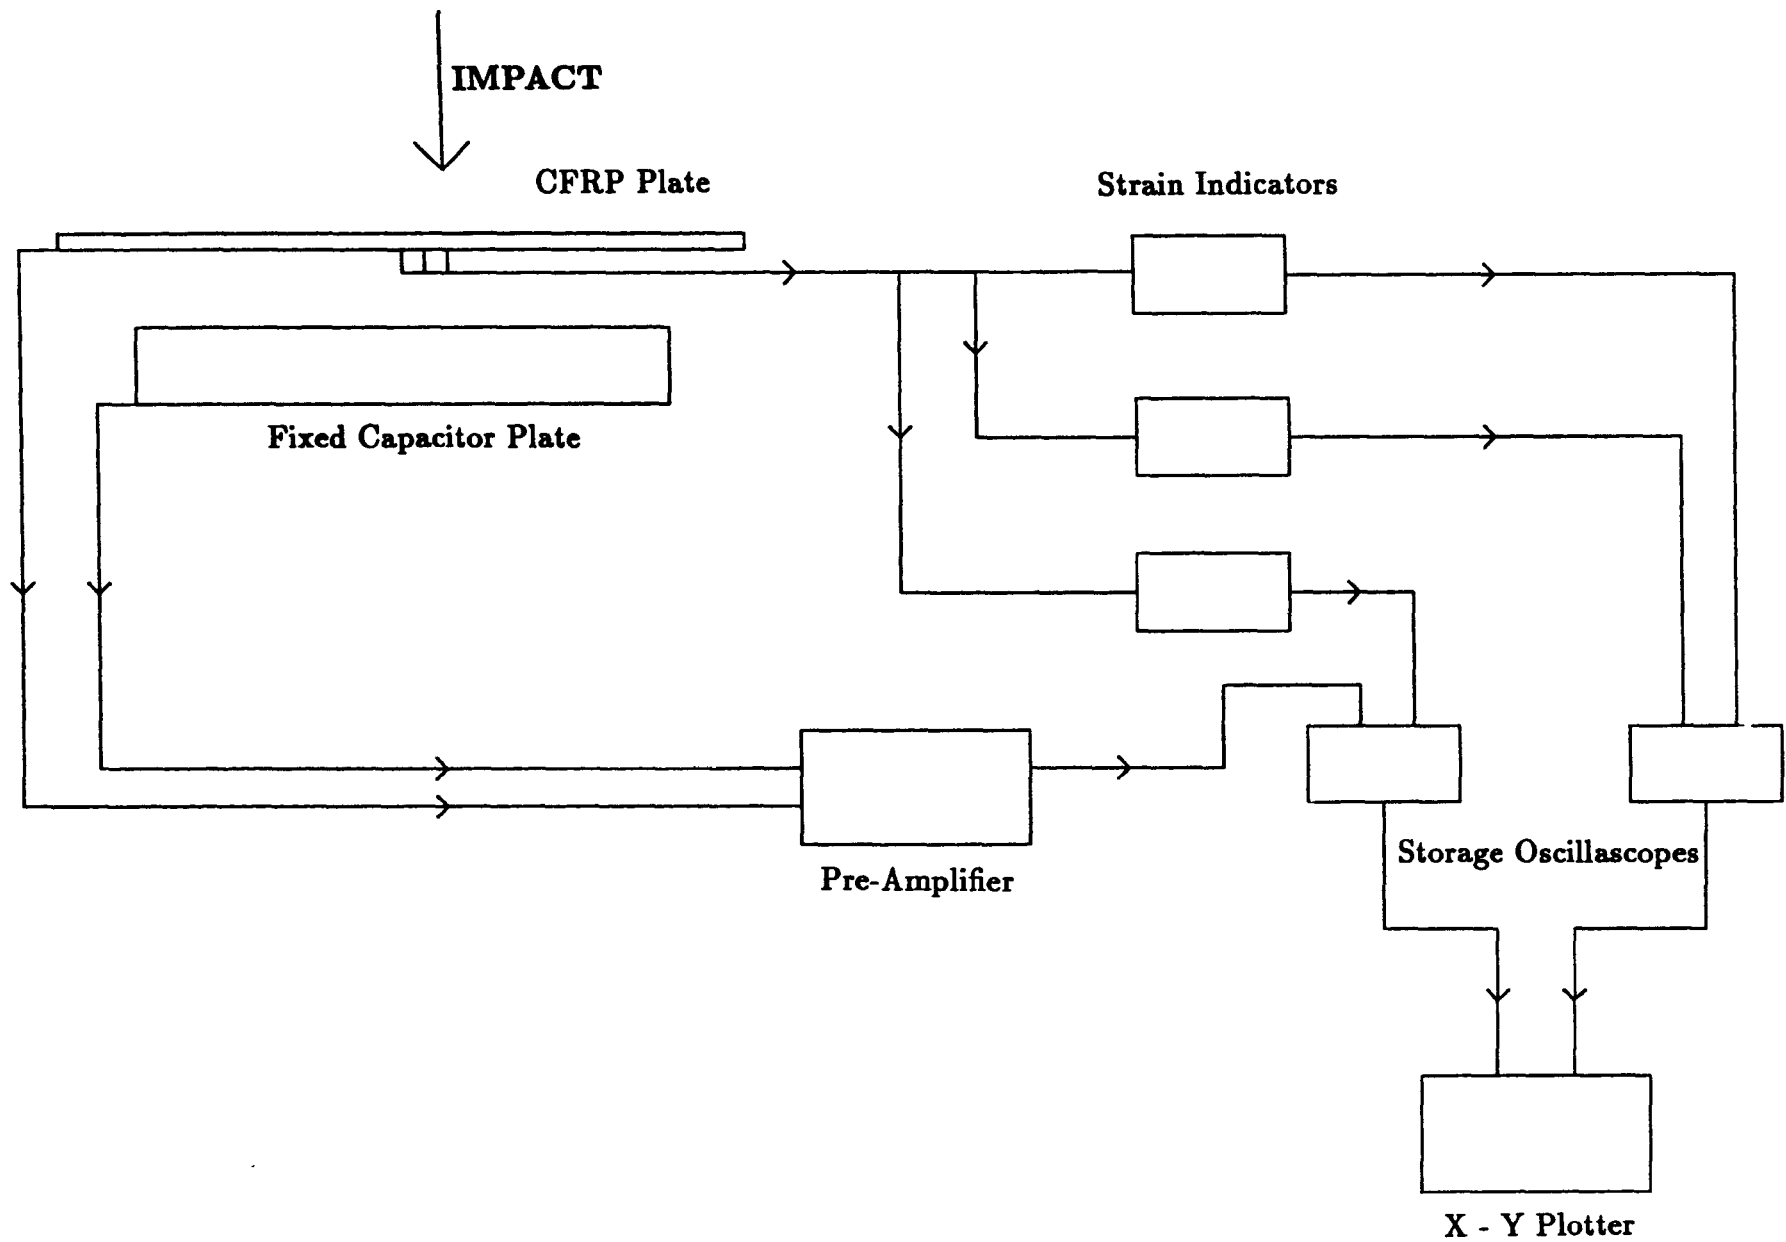 IMPACT
CFRP Plate
Strain Indicators
Fixed Capacitor Plate
Storage Oscillascopes
Pre-Amplifier
X - Y Plotter